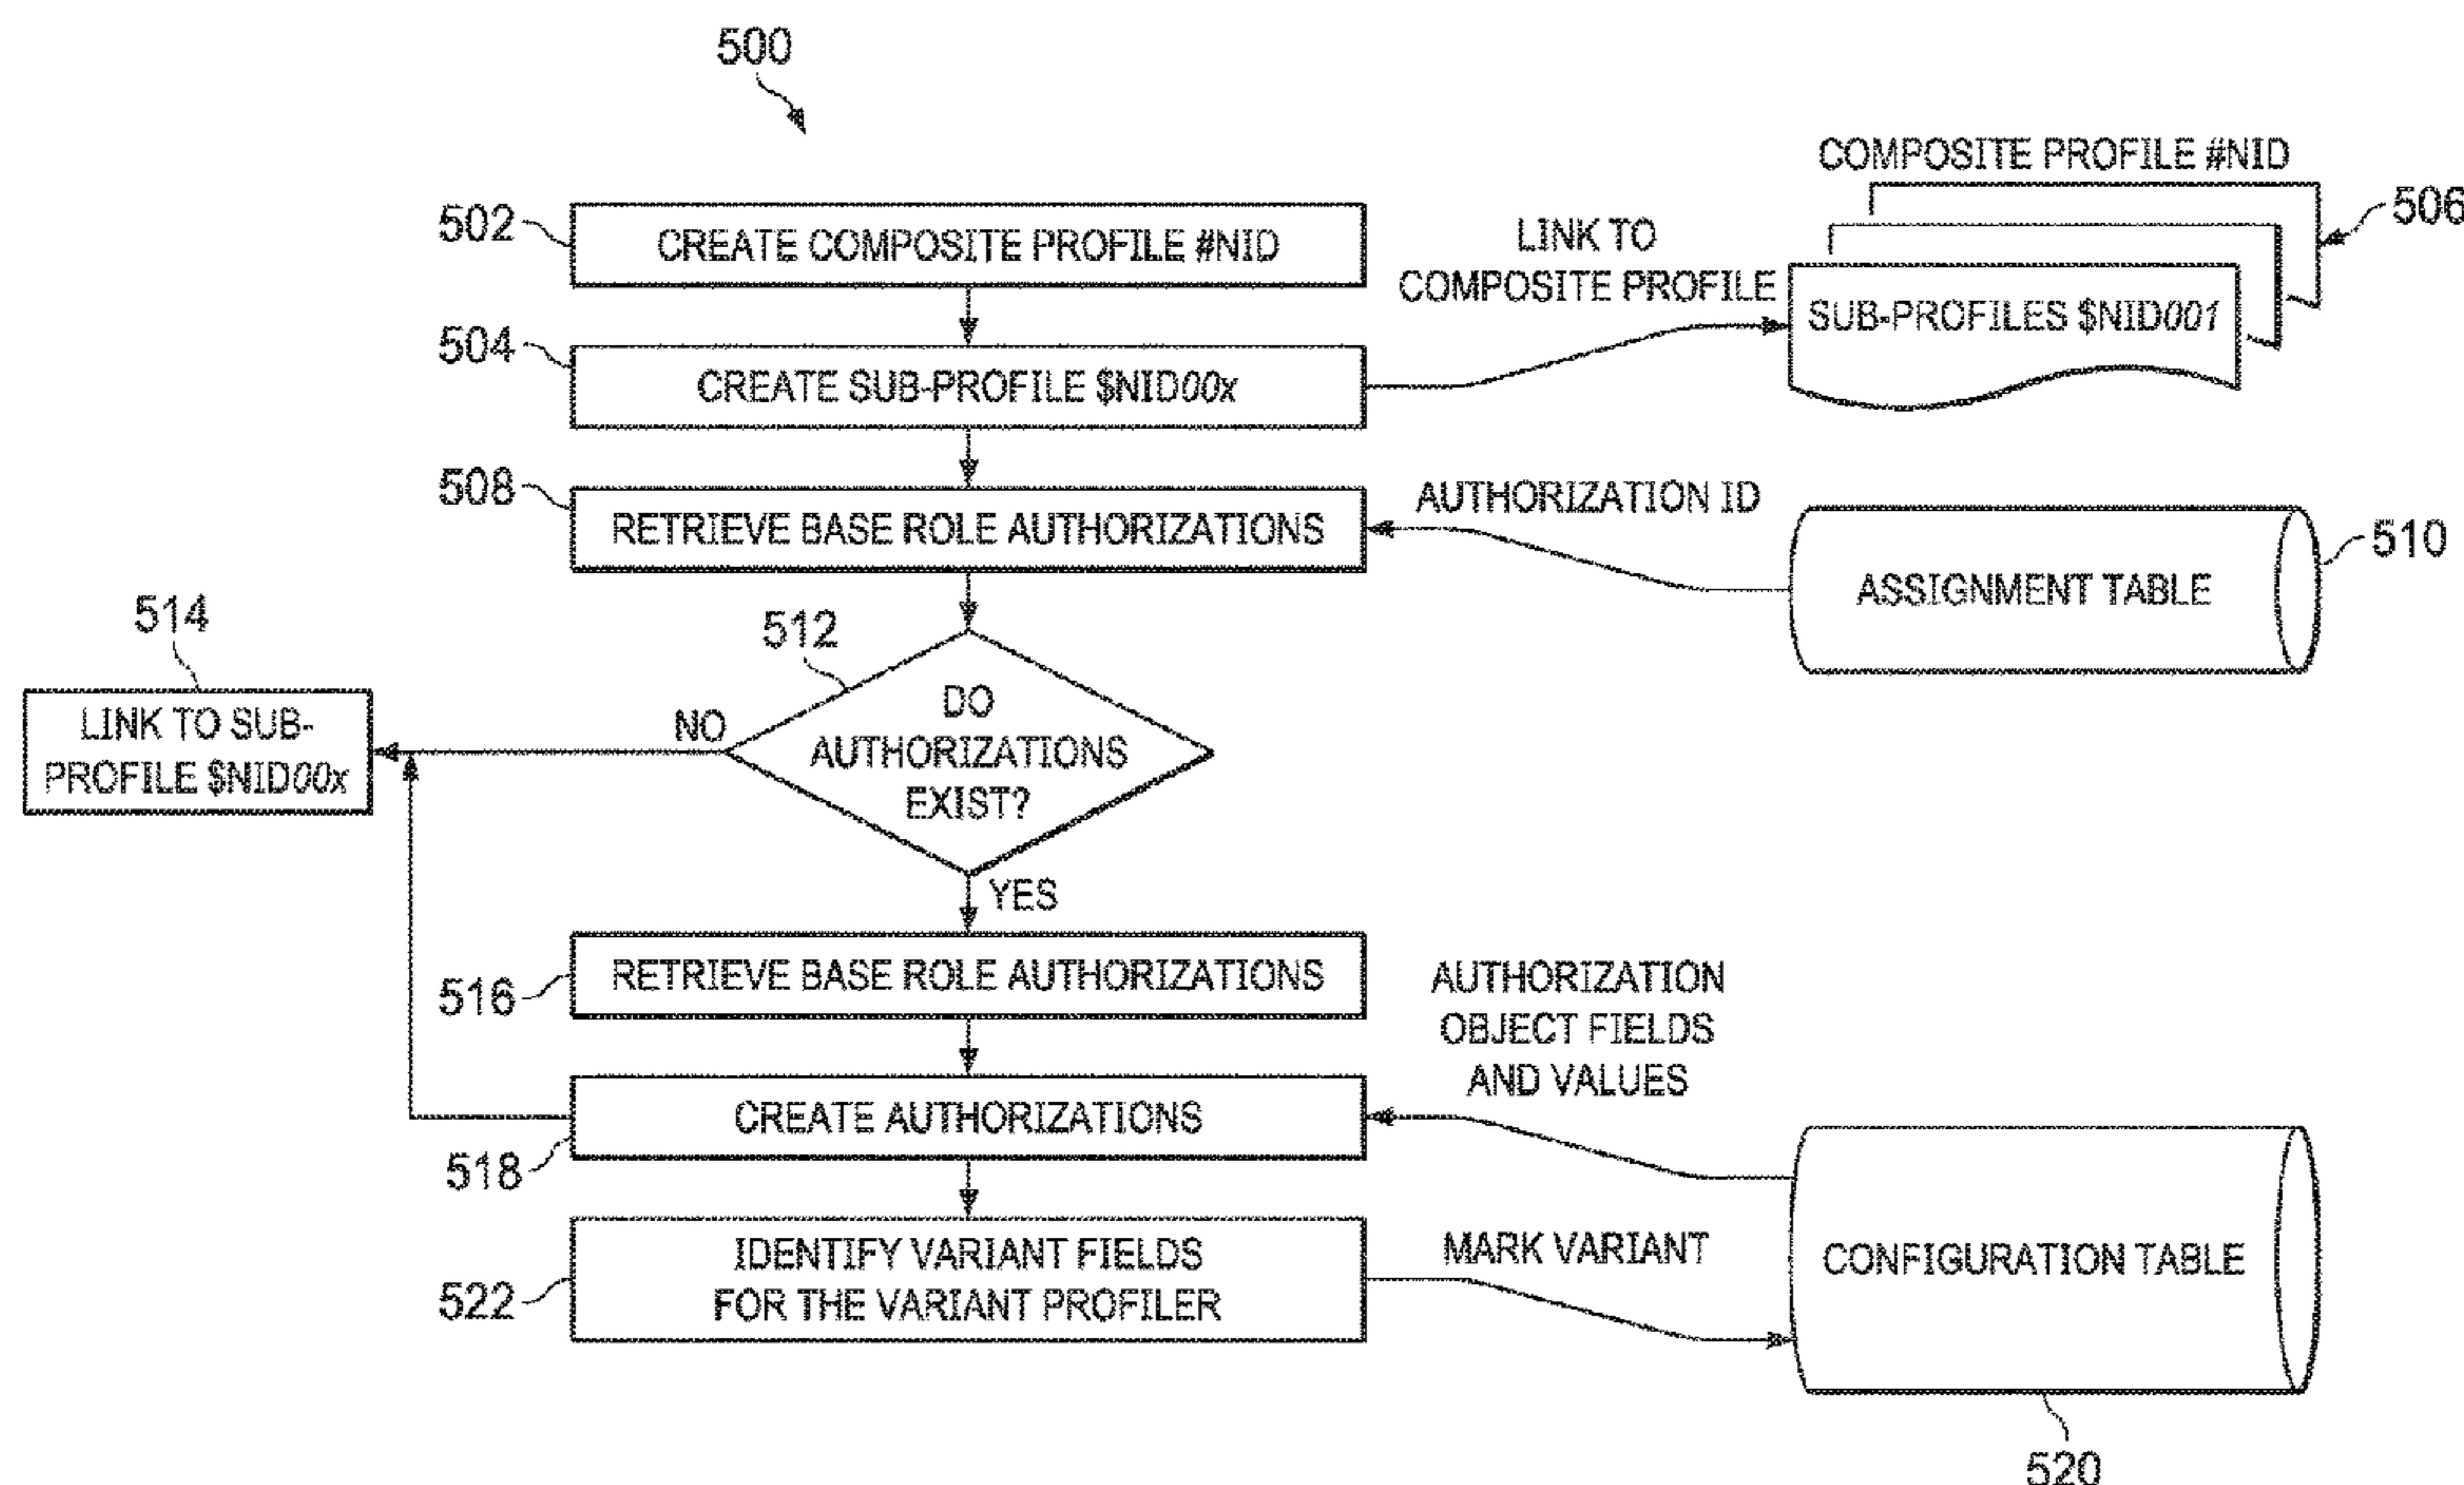 500
COMPOSITE PROFILE #NID
506
502
CREATE COMPOSITE PROFILE #NID
LINK TO
COMPOSITE PROFILE
SUB-PROFILES $NID001
504
CREATE SUB-PROFILE $NID00x
508
RETRIEVE BASE ROLE AUTHORIZATIONS
AUTHORIZATION ID
510
ASSIGNMENT TABLE
514
LINK TO SUB-
PROFILE $NID00x
512
NO
DO
AUTHORIZATIONS
EXIST?
YES
516
RETRIEVE BASE ROLE AUTHORIZATIONS
AUTHORIZATION
OBJECT FIELDS
AND VALUES
CREATE AUTHORIZATIONS
518
522
IDENTIFY VARIANT FIELDS
FOR THE VARIANT PROFILER
MARK VARIANT
CONFIGURATION TABLE
520